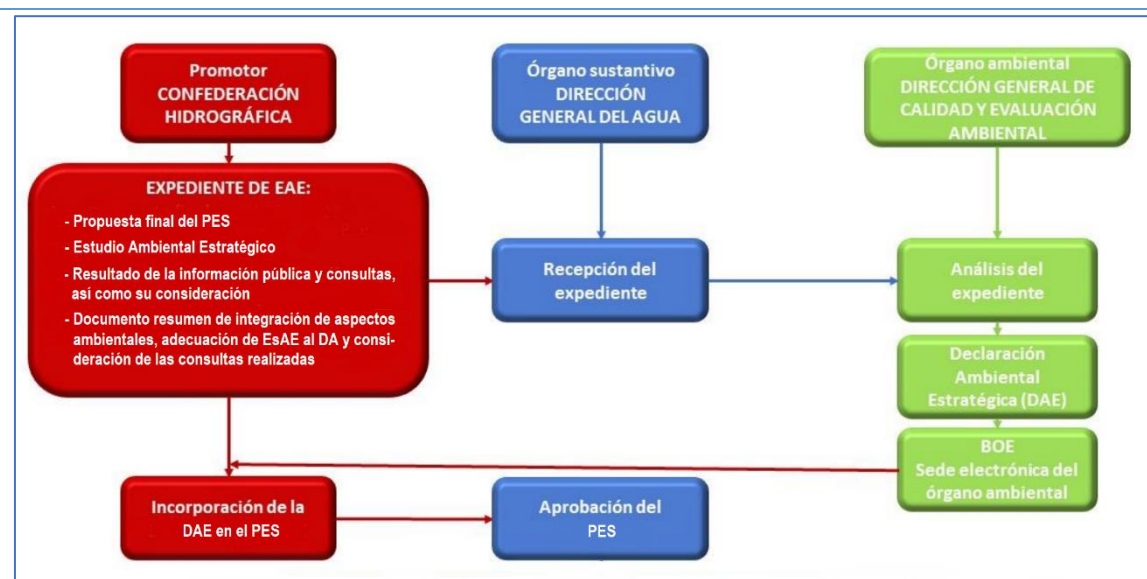 Promotor
CONFEDERACIÓN
HIDROGRÁFICA
Órgano sustantivo
DIRECCIÓN
GENERAL DEL AGUA
Órgano ambiental
DIRECCIÓN GENERAL DE
CALIDAD Y EVALUACIÓN
AMBIENTAL
EXPEDIENTE DE EAE:
- Propuesta final del PES
- Estudio Ambiental Estratégico
- Resultado de la información pública y consultas,
así como su consideración
- Documento resumen de integración de aspectos
ambientales, adecuación de EsAE al DA y consi-
deración de las consultas realizadas
Recepción del
expediente
Análisis del
expediente
Declaración
Ambiental
Estratégica (DAE)
BOE
Sede electrónica del
órgano ambiental
Incorporación de la
DAE en el PES
Aprobación del
PES